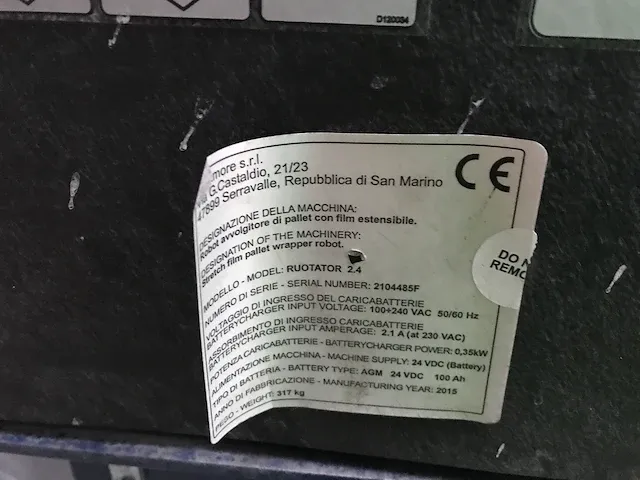 D120034
more s.r.l.
Via G.Castaldio, 21/23
47899 Serravalle, Repubblica di San Marino
CE
DESIGNAZIONE DELLA MACCHINA:
Robot avvolgitore di pallet con film estensibile.
DESIGNATION OF THE MACHINERY:
Stretch film pallet wrapper robot.
MODELLO - MODEL: RUOTATOR 2.4
NUMERO DI SERIE - SERIAL NUMBER: 2104485F
VOLTAGGIO DI INGRESSO DEL CARICABATTERIE
BATTERYCHARGER INPUT VOLTAGE: 100÷240 VAC 50/60 Hz
ASSORBIMENTO DI INGRESSO CARICABATTERIE
BATTERYCHARGER INPUT AMPERAGE: 2.1 A (at 230 VAC)
POTENZA CARICABATTERIE - BATTERYCHARGER POWER: 0,35kW
ALIMENTAZIONE MACCHINA - MACHINE SUPPLY: 24 VDC (Battery)
TIPO DI BATTERIA - BATTERY TYPE: AGM 24 VDC 100 Ah
ANNO DI FABBRICAZIONE - MANUFACTURING YEAR: 2015
PESO - WEIGHT: 317 kg
DO N
REMO